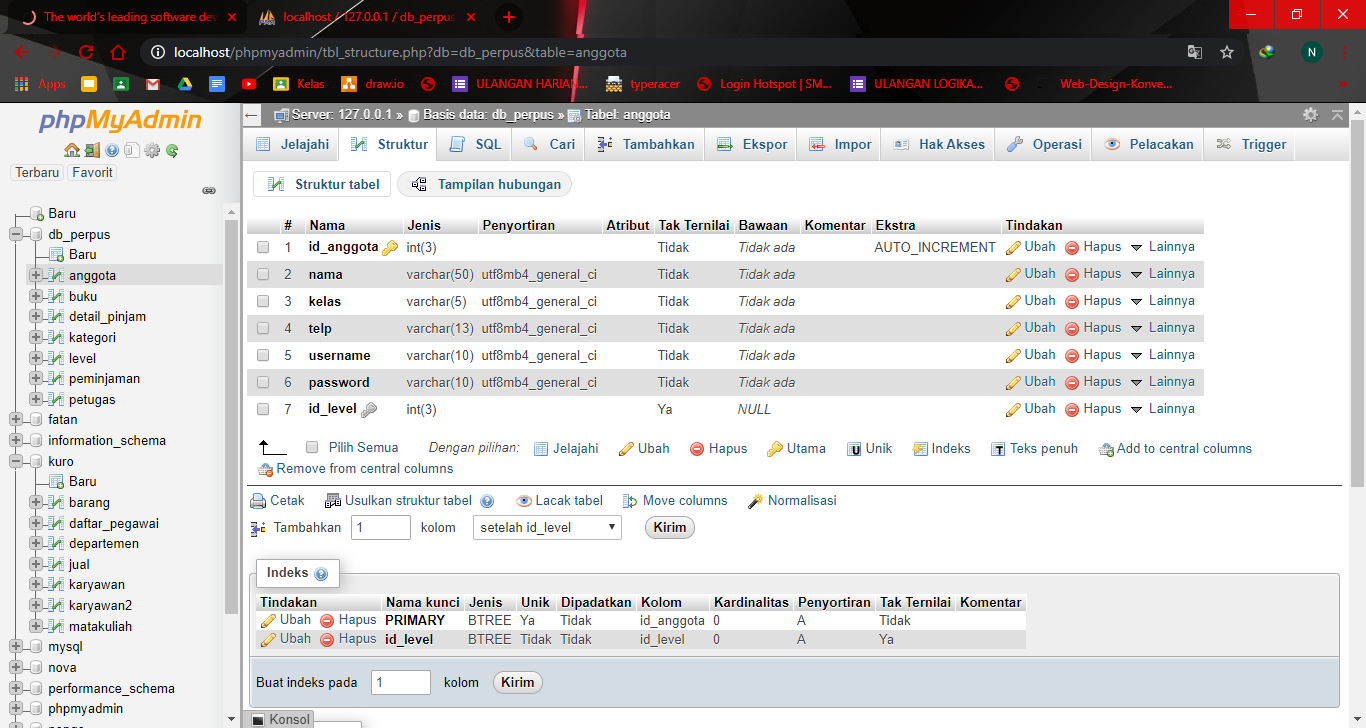 The world's leading software dev
localhost / 127.0.0.1 / db_perpus
localhost/phpmyadmin/tbl_structure.php?db=db_perpus&table=anggota
N
Apps Kelas draw.io ULANGAN HARIAN... typeracer Login Hotspot | SM... ULANGAN LOGIKA... Web-Design-Konve...
phpMyAdmin
Terbaru Favorit
Baru
db_perpus
Baru
anggota
buku
detail_pinjam
kategori
level
peminjaman
petugas
fatan
information_schema
kuro
Baru
barang
daftar_pegawai
departemen
jual
karyawan
karyawan2
matakuliah
mysql
nova
performance_schema
phpmyadmin
Server: 127.0.0.1 » Basis data: db_perpus » Tabel: anggota
Jelajahi Struktur SQL Cari Tambahkan Ekspor Impor Hak Akses Operasi Pelacakan Trigger
Struktur tabel Tampilan hubungan
# Nama Jenis Penyortiran Atribut Tak Ternilai Bawaan Komentar Ekstra Tindakan
1 id_anggota int(3) Tidak Tidak ada AUTO_INCREMENT Ubah Hapus Lainnya
2 nama varchar(50) utf8mb4_general_ci Tidak Tidak ada Ubah Hapus Lainnya
3 kelas varchar(5) utf8mb4_general_ci Tidak Tidak ada Ubah Hapus Lainnya
4 telp varchar(13) utf8mb4_general_ci Tidak Tidak ada Ubah Hapus Lainnya
5 username varchar(10) utf8mb4_general_ci Tidak Tidak ada Ubah Hapus Lainnya
6 password varchar(10) utf8mb4_general_ci Tidak Tidak ada Ubah Hapus Lainnya
7 id_level int(3) Ya NULL Ubah Hapus Lainnya
Pilih Semua Dengan pilihan: Jelajahi Ubah Hapus Utama Unik Indeks Teks penuh Add to central columns
Remove from central columns
Cetak Usulkan struktur tabel Lacak tabel Move columns Normalisasi
Tambahkan 1 kolom setelah id_level Kirim
Indeks
Tindakan Nama kunci Jenis Unik Dipadatkan Kolom Kardinalitas Penyortiran Tak Ternilai Komentar
Ubah Hapus PRIMARY BTREE Ya Tidak id_anggota 0 A Tidak
Ubah Hapus id_level BTREE Tidak Tidak id_level 0 A Ya
Buat indeks pada 1 kolom Kirim
Konsol